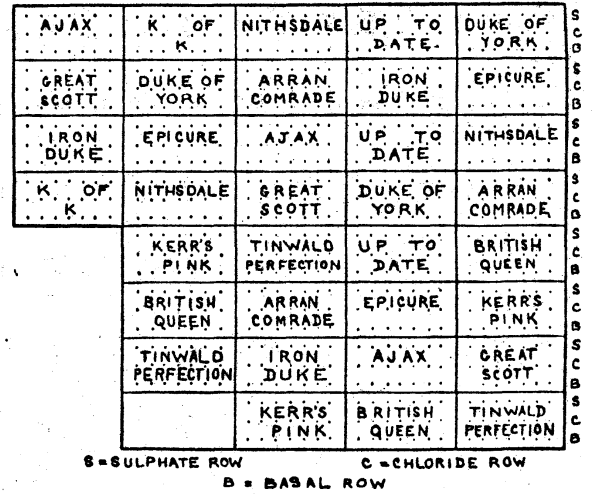 AJAX K OF K NITHSDALE UP TO DATE DUKE OF YORK S C B
GREAT SCOTT DUKE OF YORK ARRAN COMRADE IRON DUKE EPICURE S C B
IRON DUKE EPICURE AJAX UP TO DATE NITHSDALE S C B
K OF K NITHSDALE GREAT SCOTT DUKE OF YORK ARRAN COMRADE S C B
KERR'S PINK TINWALD PERFECTION UP TO DATE BRITISH QUEEN S C B
BRITISH QUEEN ARRAN COMRADE EPICURE KERR'S PINK S C B
TINWALD PERFECTION IRON DUKE AJAX GREAT SCOTT S C B
KERR'S PINK BRITISH QUEEN TINWALD PERFECTION S C B
S = SULPHATE ROW C = CHLORIDE ROW
B = BASAL ROW